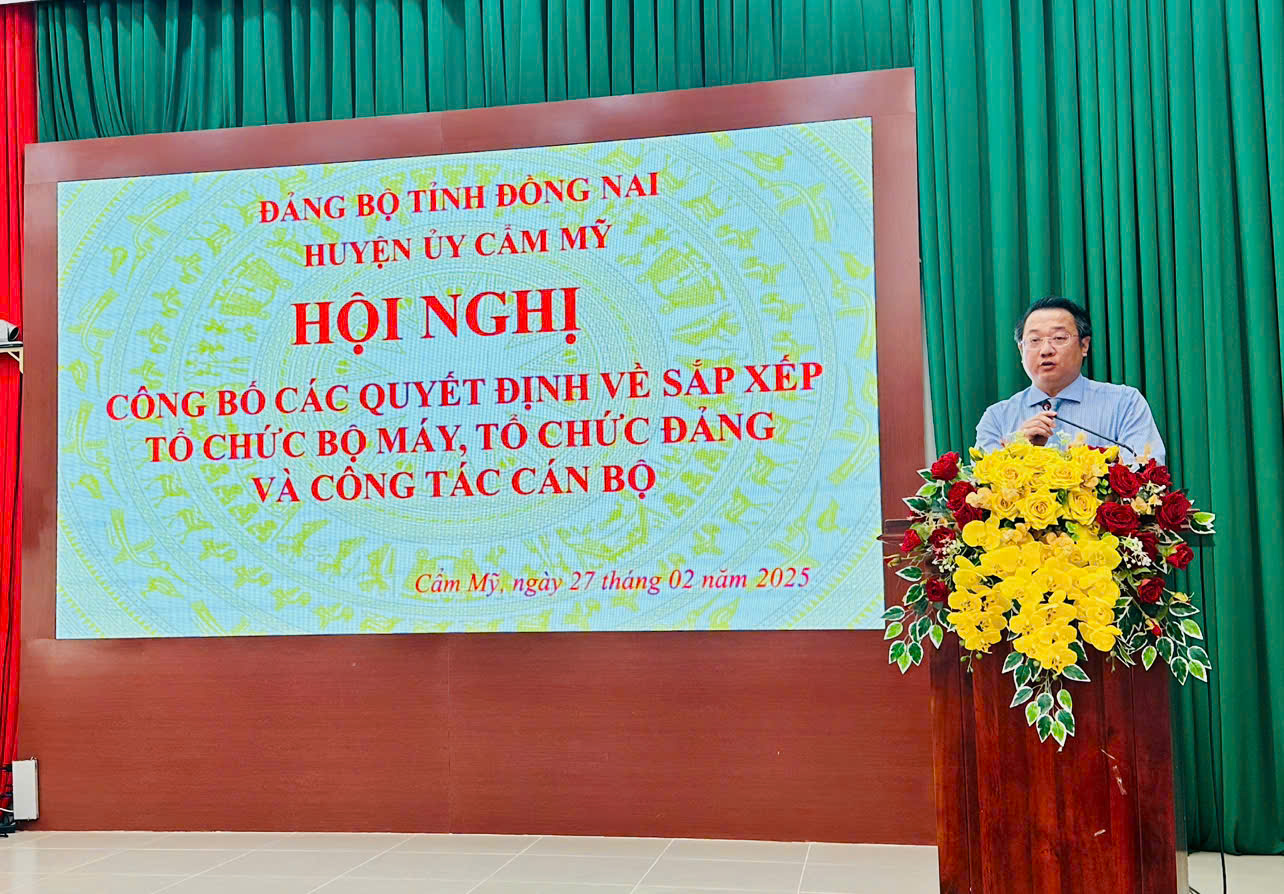 ĐẢNG BỘ TỈNH ĐỒNG NAI
HUYỆN ỦY CẨM MỸ
HỘI NGHỊ
CÔNG BỐ CÁC QUYẾT ĐỊNH VỀ SẮP XẾP
TỔ CHỨC BỘ MÁY, TỔ CHỨC ĐẢNG
VÀ CÔNG TÁC CÁN BỘ
Cẩm Mỹ, ngày 27 tháng 02 năm 2025